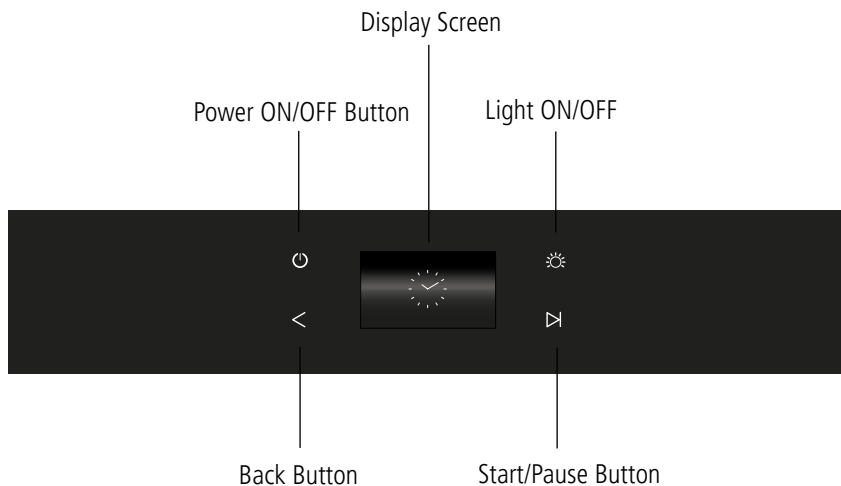 Display Screen
Power ON/OFF Button
Light ON/OFF
Back Button
Start/Pause Button